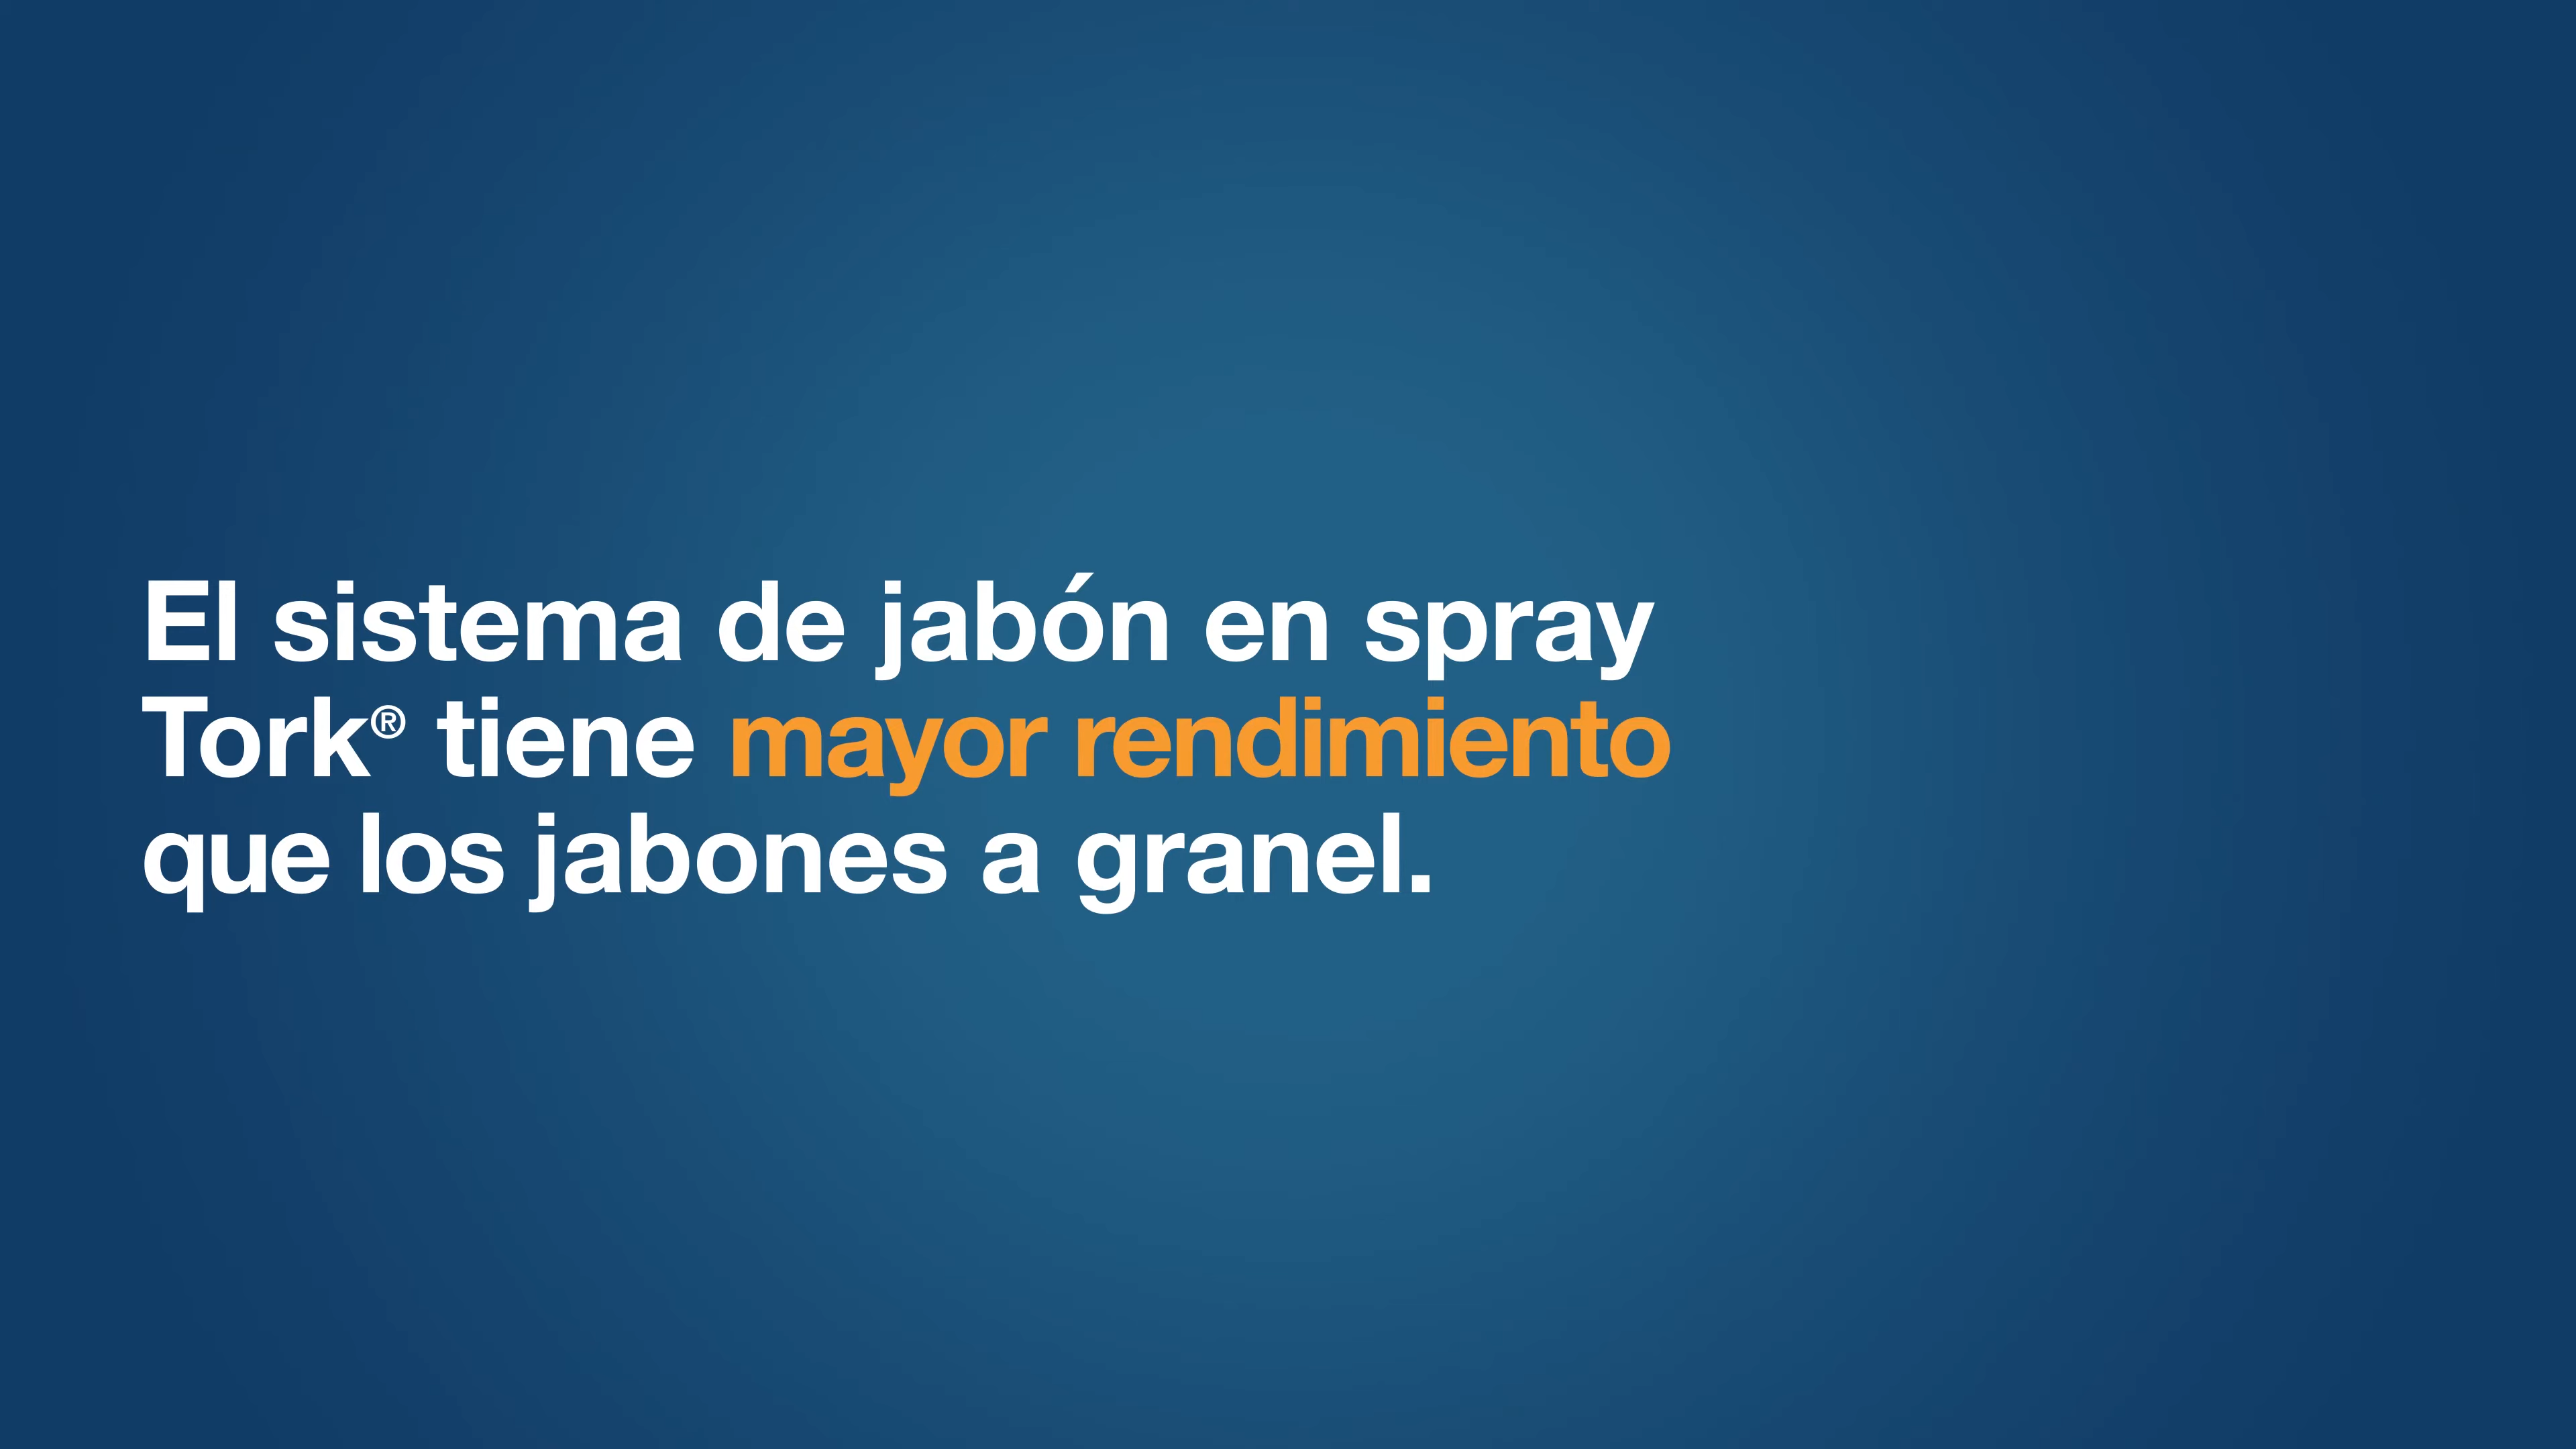 El sistema de jabón en spray
Tork® tiene mayor rendimiento
que los jabones a granel.